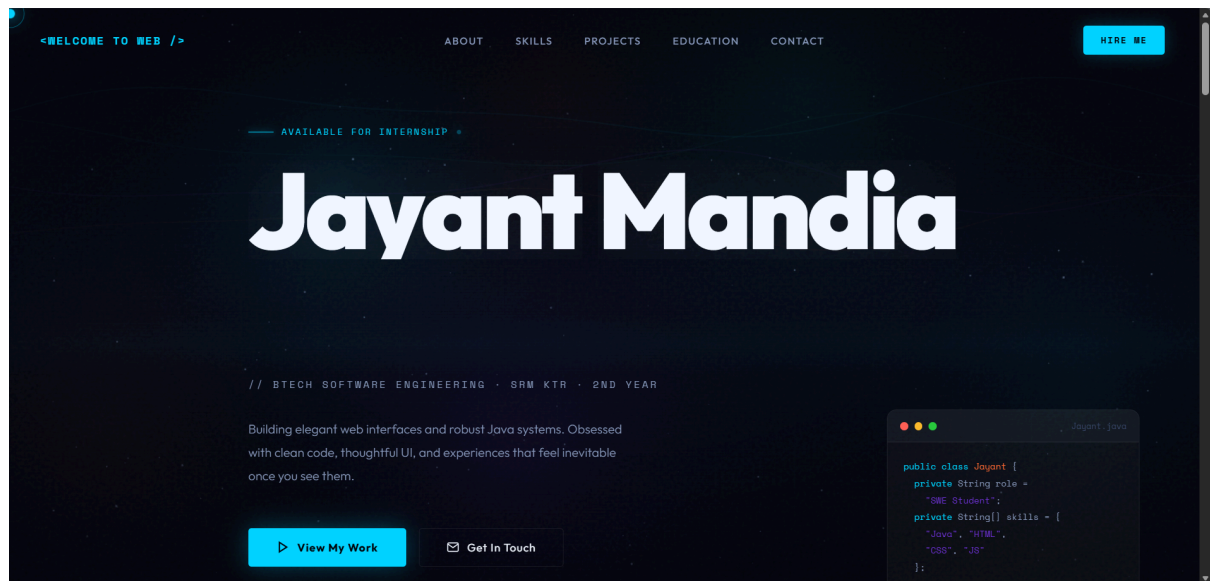 <WELCOME TO WEB />
ABOUT SKILLS PROJECTS EDUCATION CONTACT
HIRE ME
AVAILABLE FOR INTERNSHIP
Jayant Mandia
// BTECH SOFTWARE ENGINEERING · SRM KTR · 2ND YEAR
Building elegant web interfaces and robust Java systems. Obsessed
with clean code, thoughtful UI, and experiences that feel inevitable
once you see them.
View My Work
Get In Touch
Jayant.java
public class Jayant {
private String role =
"SWE Student";
private String[] skills = {
"Java", "HTML",
"CSS", "JS"
};